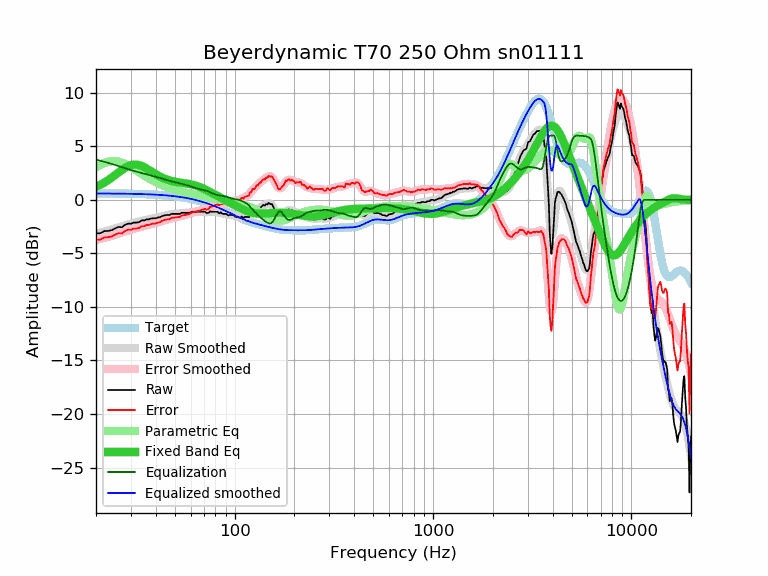 Beyerdynamic T70 250 Ohm sn01111
Amplitude (dBr)
10
5
0
−5
−10
−15
−20
−25
Target
Raw Smoothed
Error Smoothed
Raw
Error
Parametric Eq
Fixed Band Eq
Equalization
Equalized smoothed
100 1000 10000
Frequency (Hz)